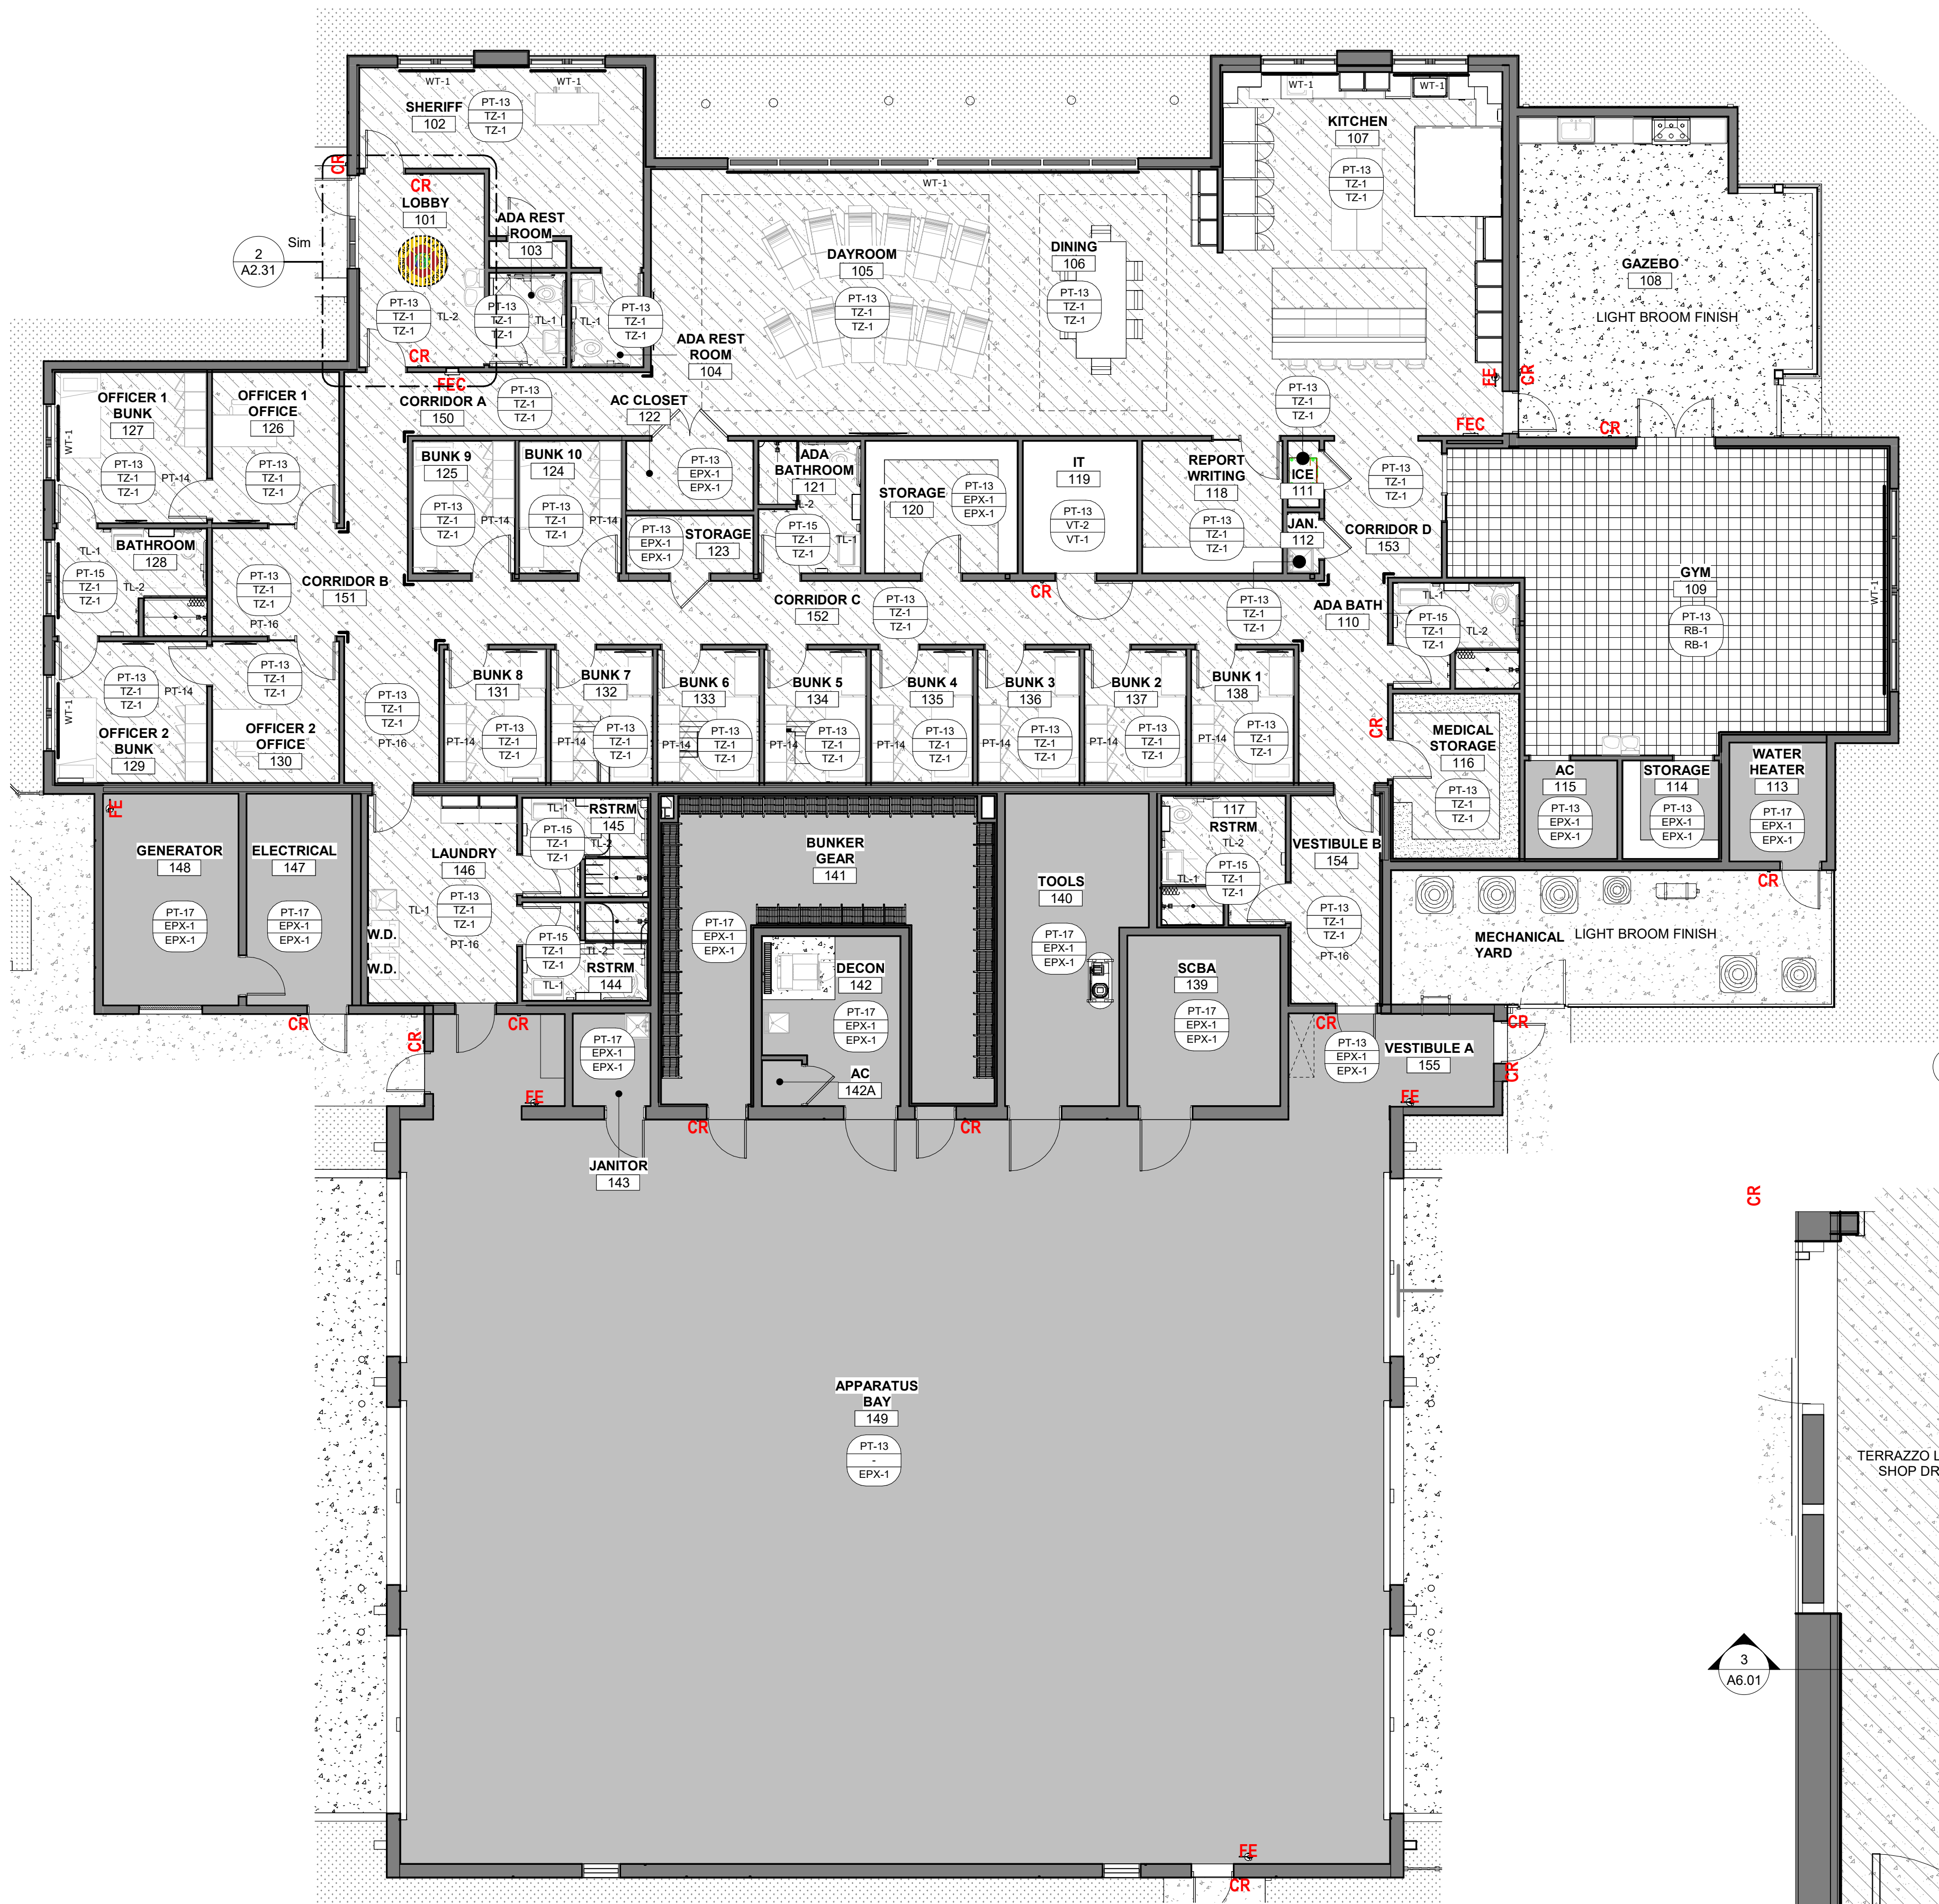 WT-1
WT-1
SHERIFF
102
PT-13
TZ-1
TZ-1
WT-1
WT-1
KITCHEN
107
PT-13
TZ-1
TZ-1
CR
CR
LOBBY
101
ADA REST
ROOM
103
WT-1
2
A2.31
Sim
DAYROOM
105
PT-13
TZ-1
TZ-1
DINING
106
PT-13
TZ-1
TZ-1
GAZEBO
108
LIGHT BROOM FINISH
PT-13
TZ-1
TZ-1
TL-2
PT-13
TZ-1
TZ-1
TL-1
TL-1
PT-13
TZ-1
TZ-1
ADA REST
ROOM
104
CR
FEC
FE
CR
OFFICER 1
BUNK
127
OFFICER 1
OFFICE
126
CORRIDOR A
150
PT-13
TZ-1
TZ-1
AC CLOSET
122
PT-13
TZ-1
TZ-1
FEC
CR
WT-1
PT-13
TZ-1
TZ-1
PT-14
PT-13
TZ-1
TZ-1
BUNK 9
125
BUNK 10
124
PT-13
EPX-1
EPX-1
ADA
BATHROOM
121
TL-2
STORAGE
120
PT-13
EPX-1
EPX-1
IT
119
REPORT
WRITING
118
ICE
111
PT-13
TZ-1
TZ-1
PT-13
TZ-1
PT-14
PT-13
TZ-1
PT-14
PT-13
EPX-1
EPX-1
STORAGE
123
PT-15
TZ-1
TZ-1
TL-1
PT-13
VT-2
VT-1
PT-13
TZ-1
TZ-1
JAN.
112
CORRIDOR D
153
TL-1
BATHROOM
128
PT-15
TZ-1
TZ-1
TL-2
PT-13
TZ-1
TZ-1
PT-16
CORRIDOR B
151
CORRIDOR C
152
PT-13
TZ-1
TZ-1
CR
PT-13
TZ-1
TZ-1
ADA BATH
110
TL-1
PT-15
TZ-1
TZ-1
TL-2
GYM
109
PT-13
RB-1
RB-1
WT-1
WT-1
PT-13
TZ-1
TZ-1
PT-14
OFFICER 2
BUNK
129
PT-13
TZ-1
TZ-1
OFFICER 2
OFFICE
130
PT-13
TZ-1
TZ-1
PT-16
BUNK 8
131
PT-13
TZ-1
TZ-1
PT-14
BUNK 7
132
PT-13
TZ-1
TZ-1
PT-14
BUNK 6
133
PT-13
TZ-1
TZ-1
PT-14
BUNK 5
134
PT-13
TZ-1
TZ-1
PT-14
BUNK 4
135
PT-13
TZ-1
TZ-1
PT-14
BUNK 3
136
PT-13
TZ-1
TZ-1
PT-14
BUNK 2
137
PT-13
TZ-1
TZ-1
PT-14
BUNK 1
138
PT-13
TZ-1
TZ-1
PT-14
CR
MEDICAL
STORAGE
116
PT-13
TZ-1
TZ-1
AC
115
PT-13
EPX-1
EPX-1
STORAGE
114
PT-13
EPX-1
EPX-1
WATER
HEATER
113
PT-17
EPX-1
EPX-1
FE
GENERATOR
148
PT-17
EPX-1
EPX-1
ELECTRICAL
147
PT-17
EPX-1
EPX-1
LAUNDRY
146
TL-1
PT-13
TZ-1
TZ-1
PT-16
W.D.
W.D.
TL-1
RSTRM
145
PT-15
TZ-1
TZ-1
TL-2
PT-15
TZ-1
TZ-1
TL-2
RSTRM
144
TL-1
BUNKER
GEAR
141
PT-17
EPX-1
EPX-1
DECON
142
PT-17
EPX-1
EPX-1
AC
142A
TOOLS
140
PT-17
EPX-1
EPX-1
117
RSTRM
TL-2
PT-15
TZ-1
TZ-1
TL-1
SCBA
139
PT-17
EPX-1
EPX-1
VESTIBULE B
154
PT-13
TZ-1
TZ-1
PT-16
MECHANICAL
YARD
LIGHT BROOM FINISH
CR
CR
CR
CR
PT-17
EPX-1
EPX-1
FE
CR
CR
PT-13
EPX-1
EPX-1
VESTIBULE A
155
CR
CR
FE
CR
JANITOR
143
CR
APPARATUS
BAY
149
PT-13
-
EPX-1
TERRAZZO L
SHOP DR
3
A6.01
FE
CR